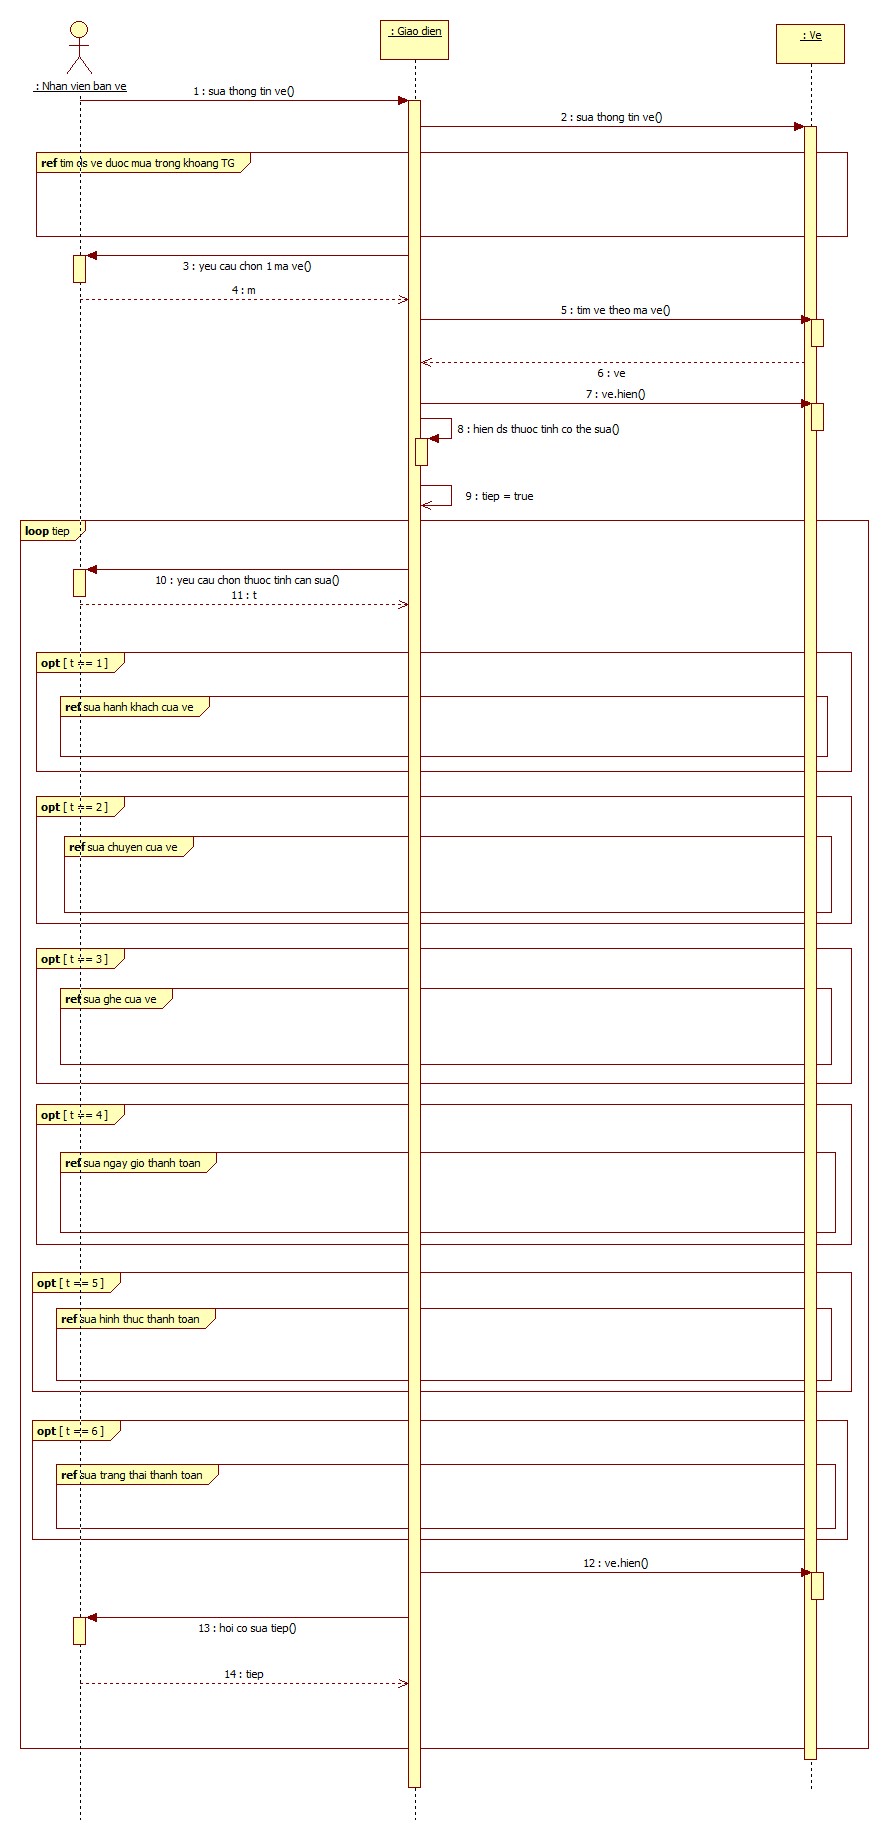 : Giao dien
: Ve
: Nhan vien ban ve
1 : sua thong tin ve()
2 : sua thong tin ve()
ref tim ds ve duoc mua trong khoang TG
3 : yeu cau chon 1 ma ve()
4 : m
5 : tim ve theo ma ve()
6 : ve
7 : ve.hien()
8 : hien ds thuoc tinh co the sua()
9 : tiep = true
loop tiep
10 : yeu cau chon thuoc tinh can sua()
11 : t
opt [ t == 1 ]
ref sua hanh khach cua ve
opt [ t == 2 ]
ref sua chuyen cua ve
opt [ t == 3 ]
ref sua ghe cua ve
opt [ t == 4 ]
ref sua ngay gio thanh toan
opt [ t == 5 ]
ref sua hinh thuc thanh toan
opt [ t == 6 ]
ref sua trang thai thanh toan
12 : ve.hien()
13 : hoi co sua tiep()
14 : tiep